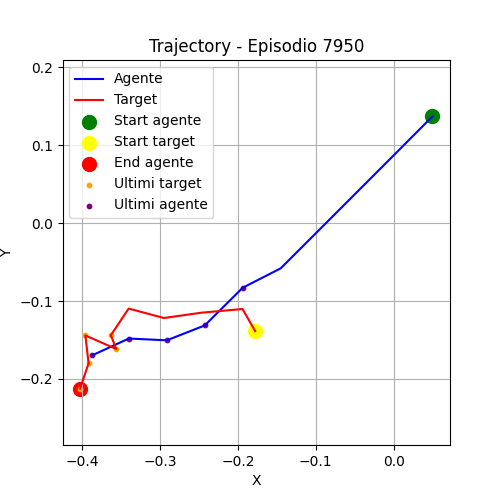 Trajectory - Episodio 7950
Agente
Target
Start agente
Start target
End agente
Ultimi target
Ultimi agente
0.2
0.1
0.0
−0.1
−0.2
Y
−0.4
−0.3
−0.2
−0.1
0.0
X